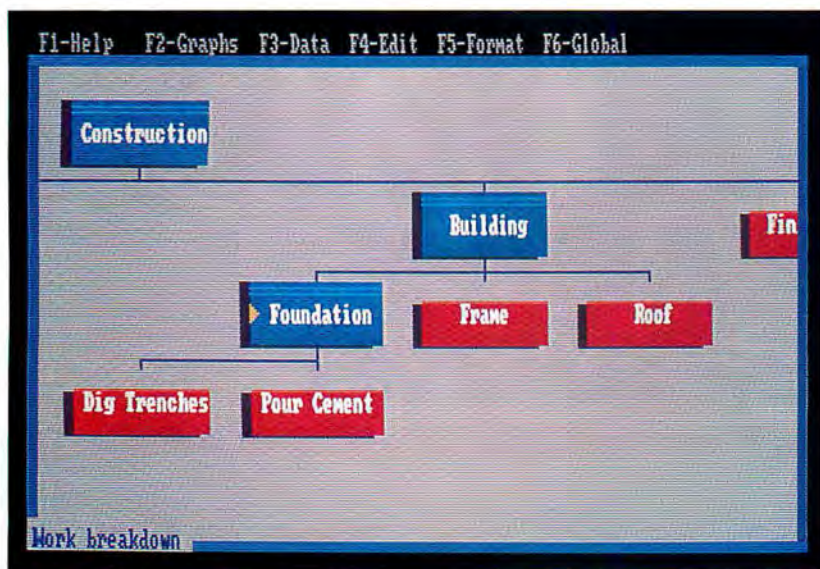 F1-Help F2-Graphs F3-Data F4-Edit F5-Format F6-Global
Construction
Building
Fin
Foundation
Frame
Roof
Dig Trenches
Pour Cement
Work breakdown